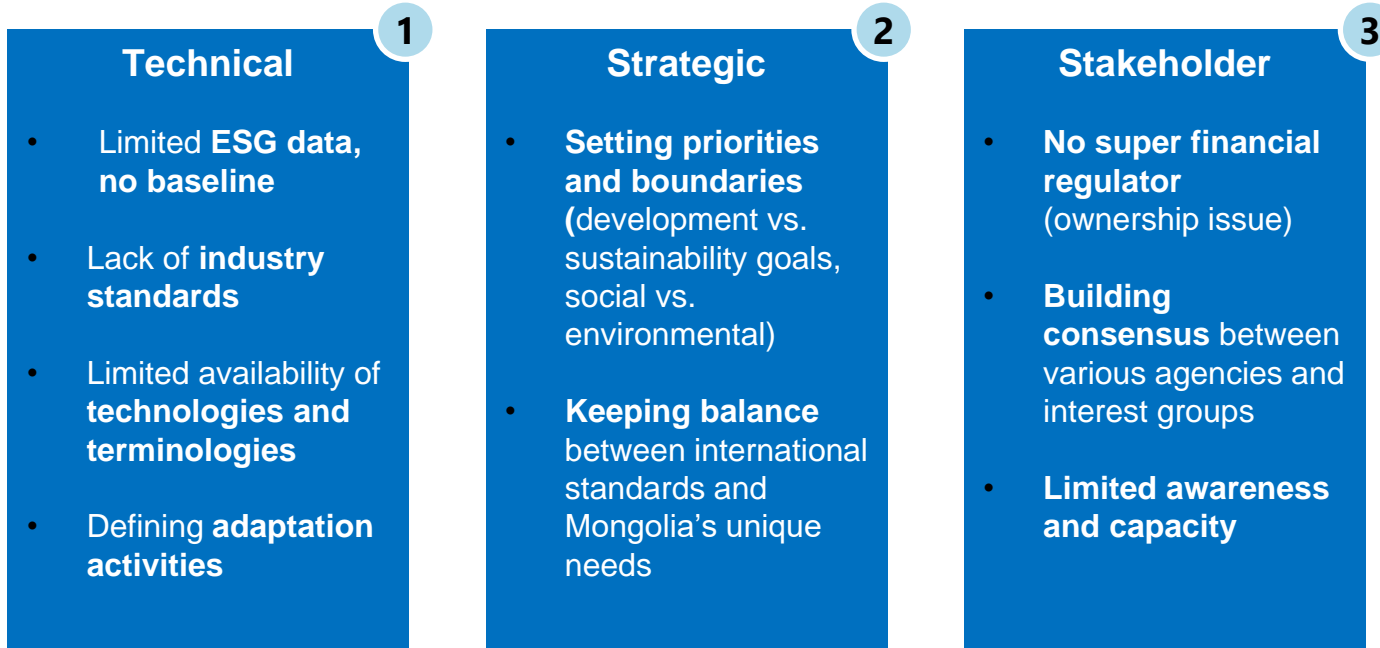 1
Technical
• Limited ESG data,
no baseline
• Lack of industry
standards
• Limited availability of
technologies and
terminologies
• Defining adaptation
activities
2
Strategic
• Setting priorities
and boundaries
(development vs.
sustainability goals,
social vs.
environmental)
• Keeping balance
between international
standards and
Mongolia’s unique
needs
3
Stakeholder
• No super financial
regulator
(ownership issue)
• Building
consensus between
various agencies and
interest groups
• Limited awareness
and capacity